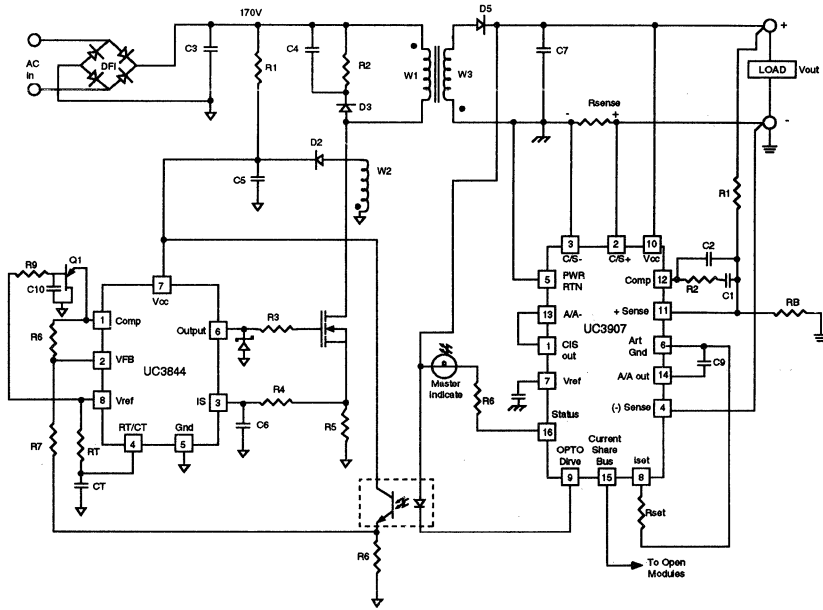 170V
D5
AC
In
DFI
C3
R1
C4
R2
D3
W1
W3
C7
+
LOAD
Vout
-
Rsense
-
+
D2
W2
C5
R1
3
2
10
C/S-
C/S+
Vcc
C2
R2
C1
5
PWR
RTN
Comp
12
13
A/A-
+ Sense
11
RB
UC3907
1
C/S
out
Art
Gnd
6
C9
7
Vref
A/A out
14
Status
16
(-) Sense
4
OPTO
Dirve
Current
Share
Bus
Iset
9
15
8
Rset
To Open
Modules
Master
Indicate
R6
R9
Q1
C10
7
Vcc
1
Comp
Output
6
R3
R6
2
VFB
UC3844
8
Vref
IS
3
R4
RT/CT
Gnd
4
5
C6
R5
R7
RT
CT
R6